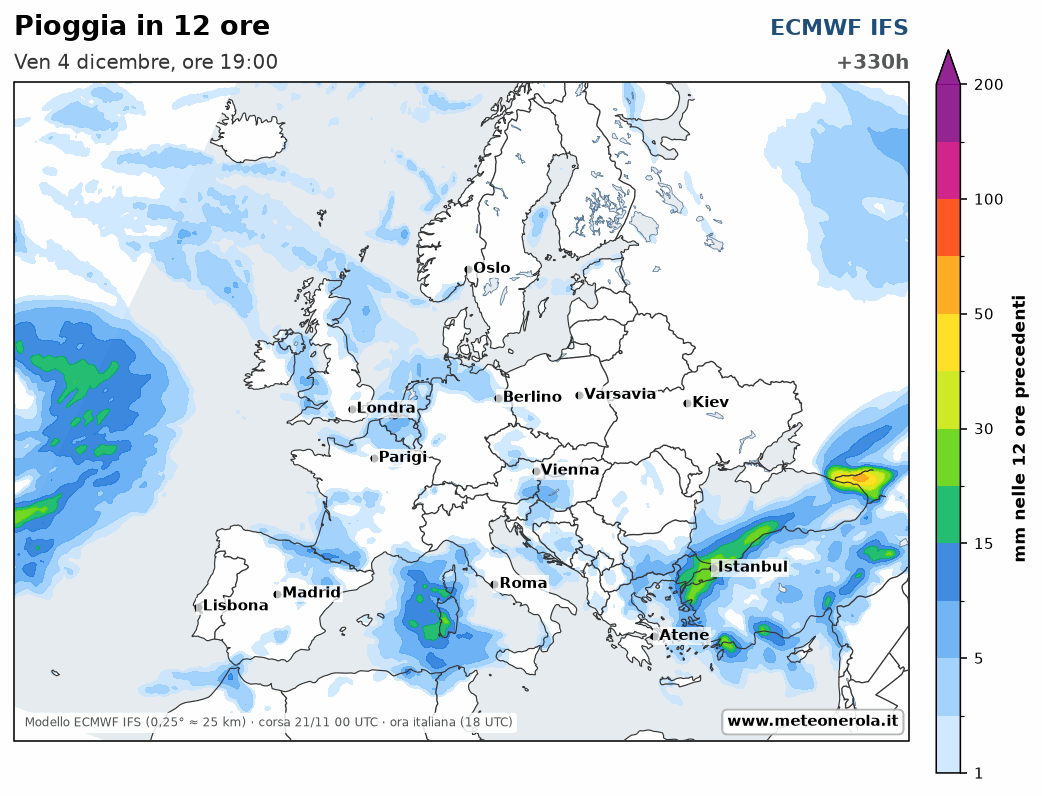 Pioggia in 12 ore
ECMWF IFS
Ven 4 dicembre, ore 19:00
+330h
200
100
50
30
15
5
1
mm nelle 12 ore precedenti
Oslo
Londra
Berlino
Varsavia
Kiev
Parigi
Vienna
Istanbul
Roma
Madrid
Lisbona
Atene
Modello ECMWF IFS (0,25° ≈ 25 km) · corsa 21/11 00 UTC · ora italiana (18 UTC)
www.meteonerola.it